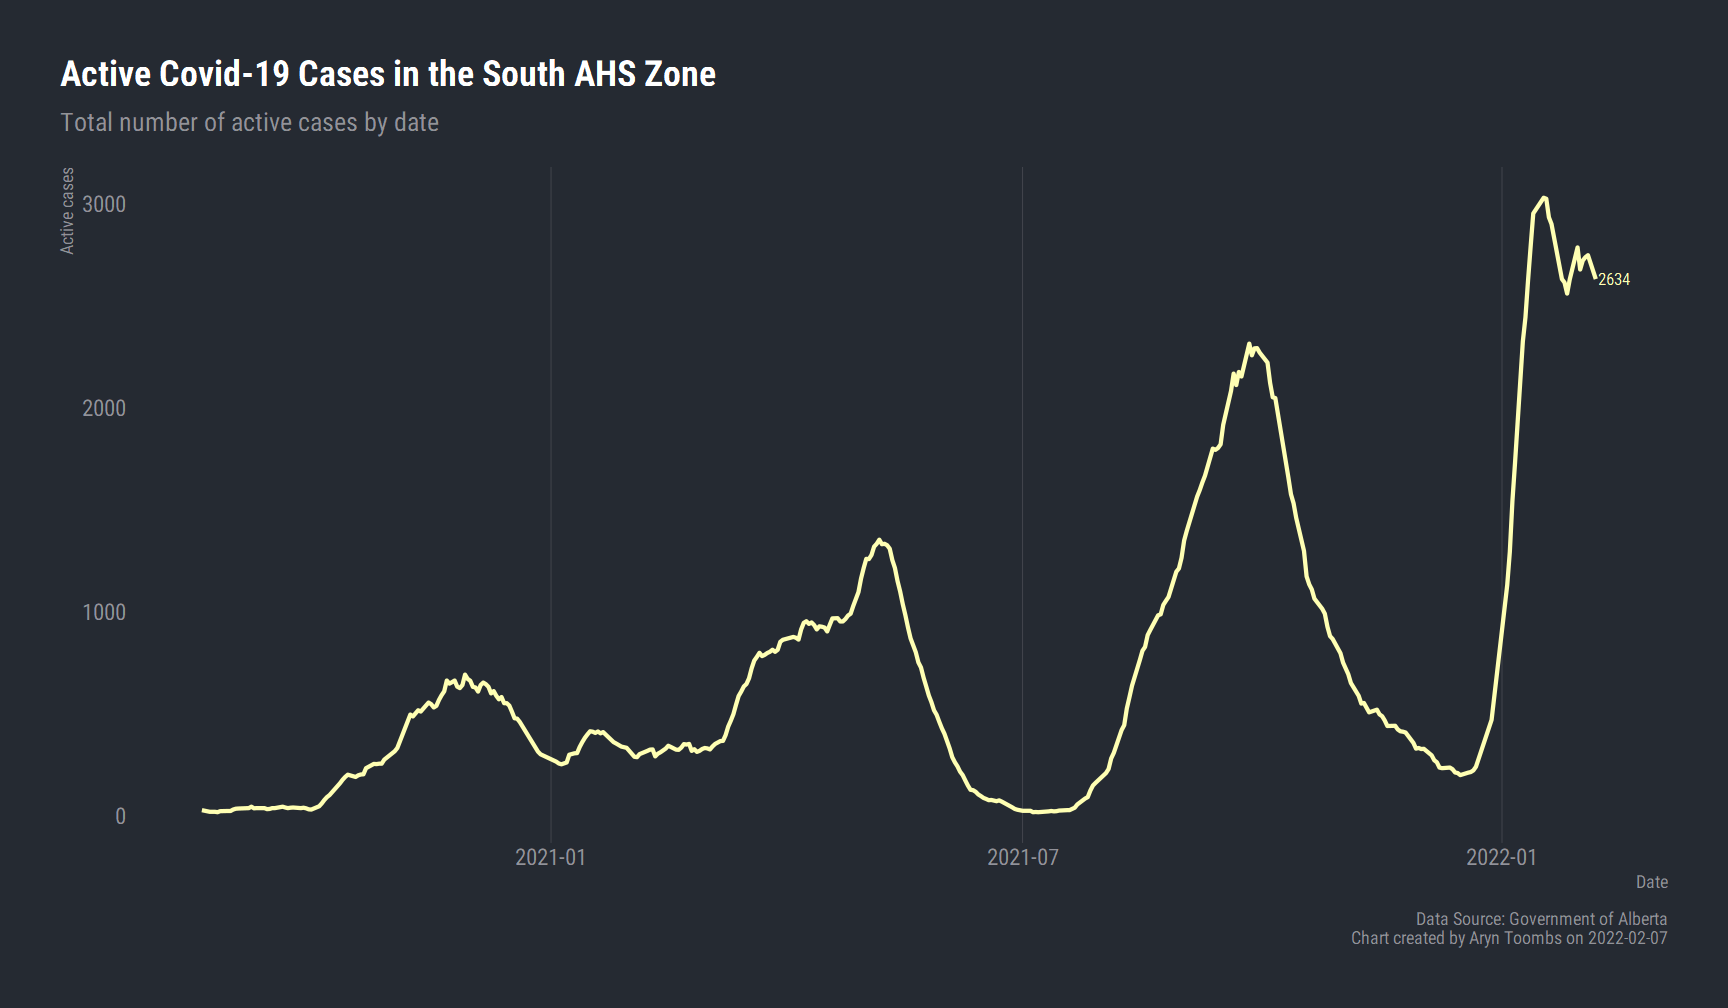 Active Covid-19 Cases in the South AHS Zone
Total number of active cases by date
Active cases
3000
2000
1000
0
2634
2021-01
2021-07
2022-01
Date
Data Source: Government of Alberta
Chart created by Aryn Toombs on 2022-02-07